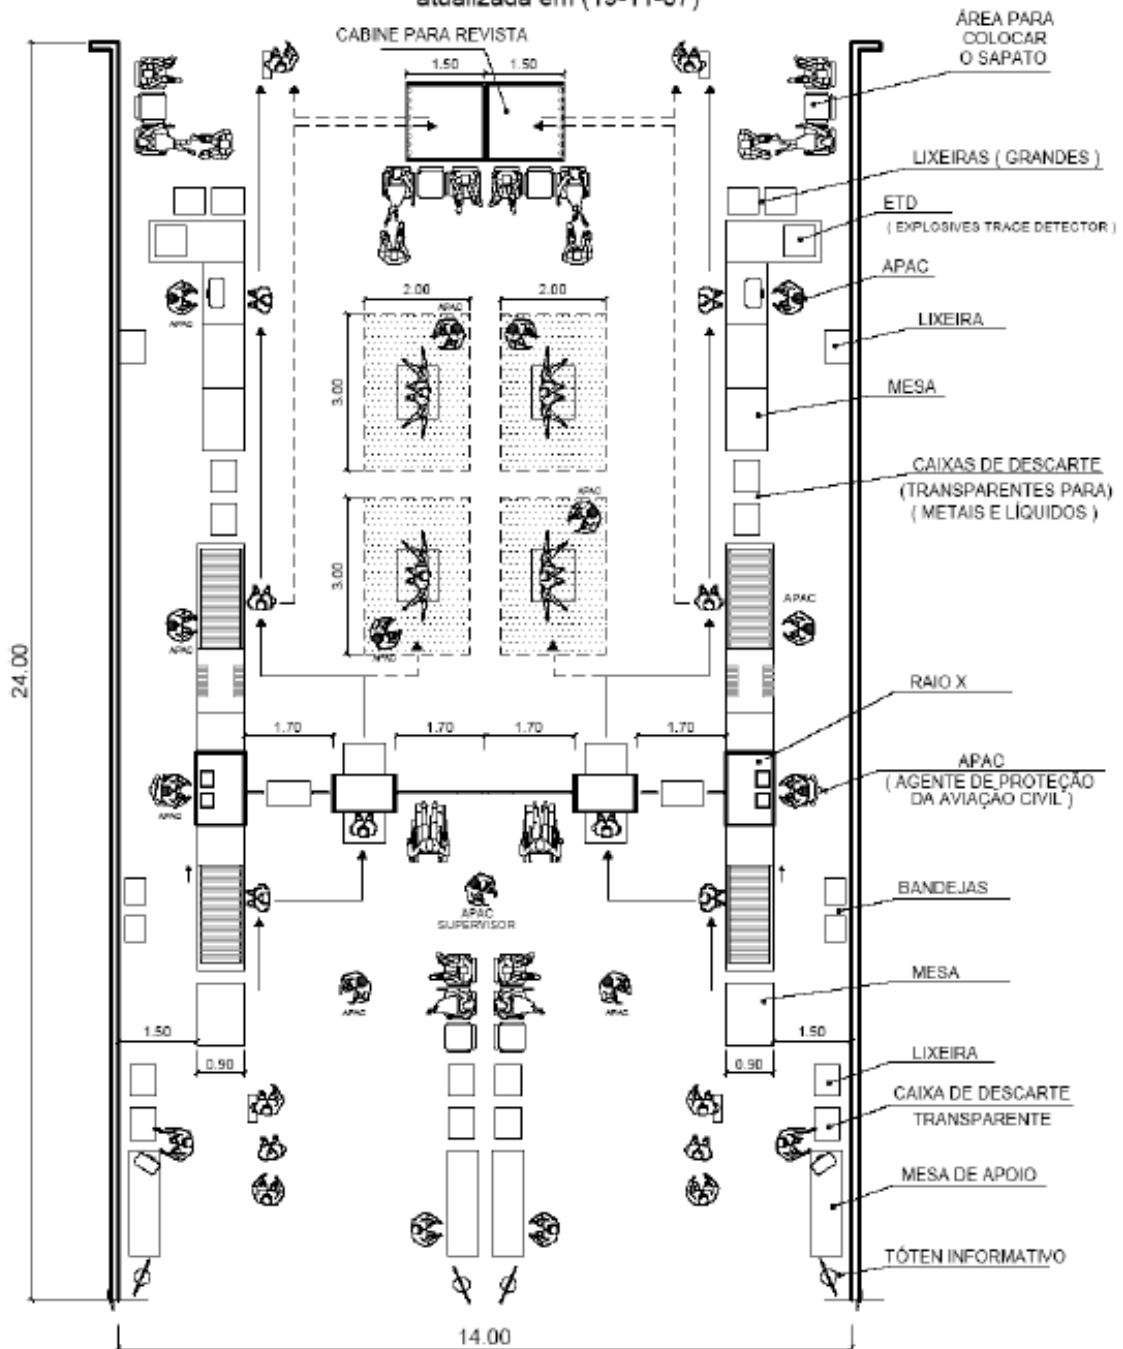 atualizada em (19-11-07)
ÁREA PARA
COLOCAR
O SAPATO
CABINE PARA REVISTA
1.50
1.50
LIXEIRAS ( GRANDES )
ETD
( EXPLOSIVES TRACE DETECTOR )
APAC
APAC
2.00
2.00
APAC
LIXEIRA
3.00
MESA
CAIXAS DE DESCARTE
(TRANSPARENTES PARA)
( METAIS E LÍQUIDOS )
APAC
3.00
APAC
APAC
APAC
24.00
RAIO X
1.70
1.70
1.70
1.70
APAC
( AGENTE DE PROTEÇÃO
DA AVIAÇÃO CIVIL )
APAC
BANDEJAS
APAC
SUPERVISOR
MESA
APAC
APAC
1.50
1.50
0.90
0.90
LIXEIRA
CAIXA DE DESCARTE
TRANSPARENTE
MESA DE APOIO
TÓTEN INFORMATIVO
14.00